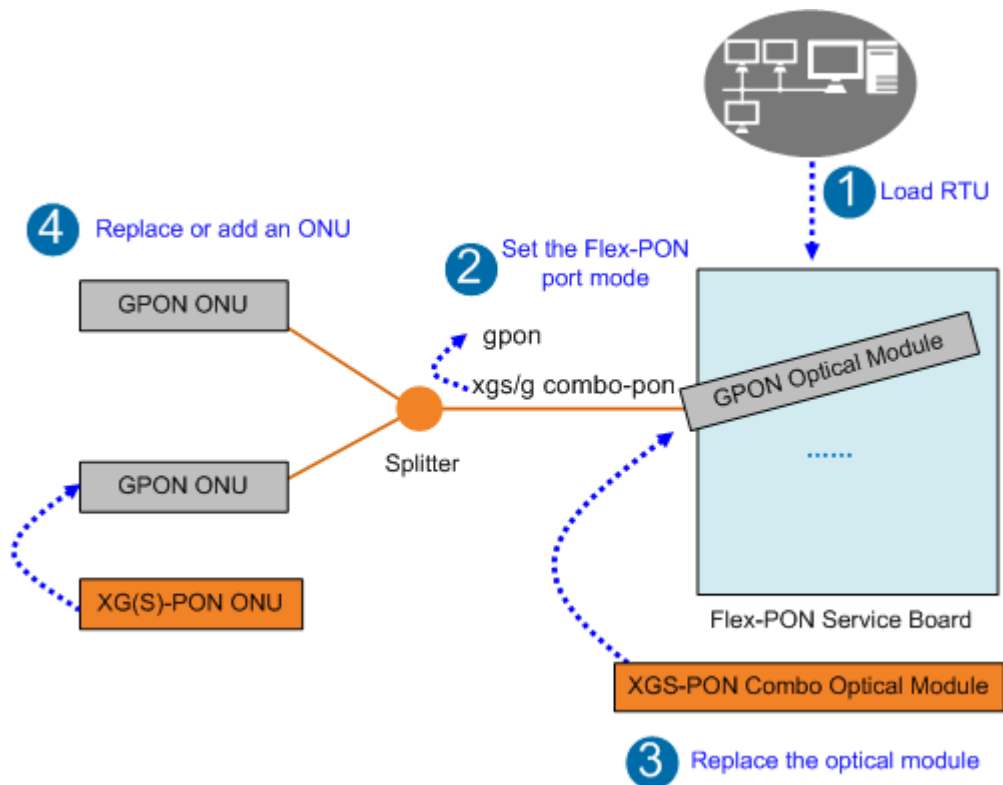 1
Load RTU
4
Replace or add an ONU
2
Set the Flex-PON
port mode
GPON ONU
gpon
xgs/g combo-pon
GPON Optical Module
......
Splitter
GPON ONU
XG(S)-PON ONU
Flex-PON Service Board
XGS-PON Combo Optical Module
3
Replace the optical module